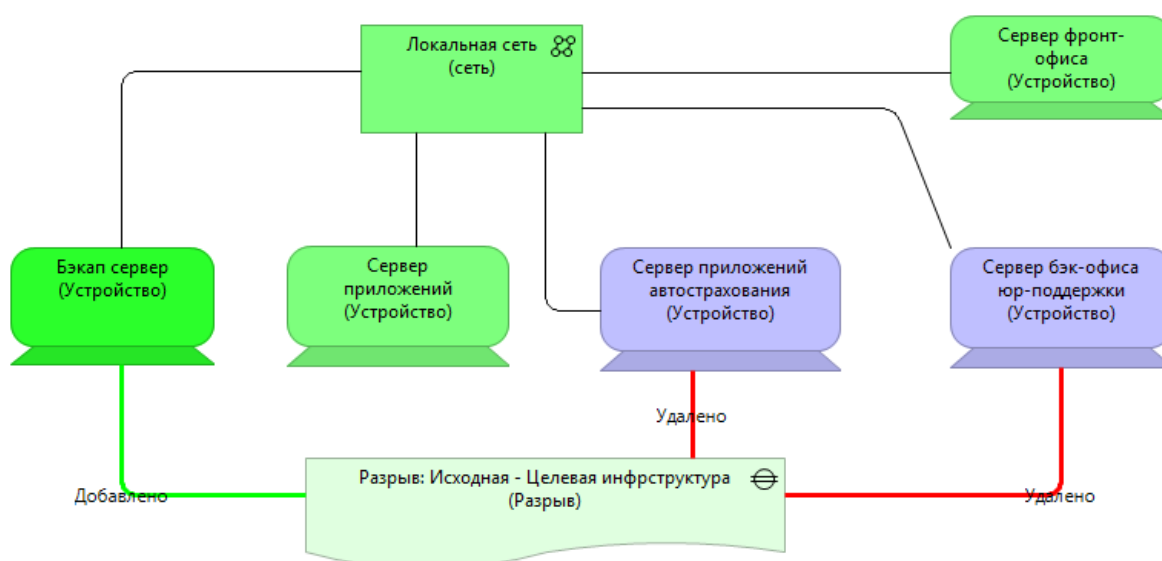 Локальная сеть
(сеть)
Сервер фронт-
офиса
(Устройство)
Бэкап сервер
(Устройство)
Сервер
приложений
(Устройство)
Сервер приложений
автострахования
(Устройство)
Сервер бэк-офиса
юр-поддержки
(Устройство)
Удалено
Разрыв: Исходная - Целевая инфрструктура
(Разрыв)
Добавлено
Удалено